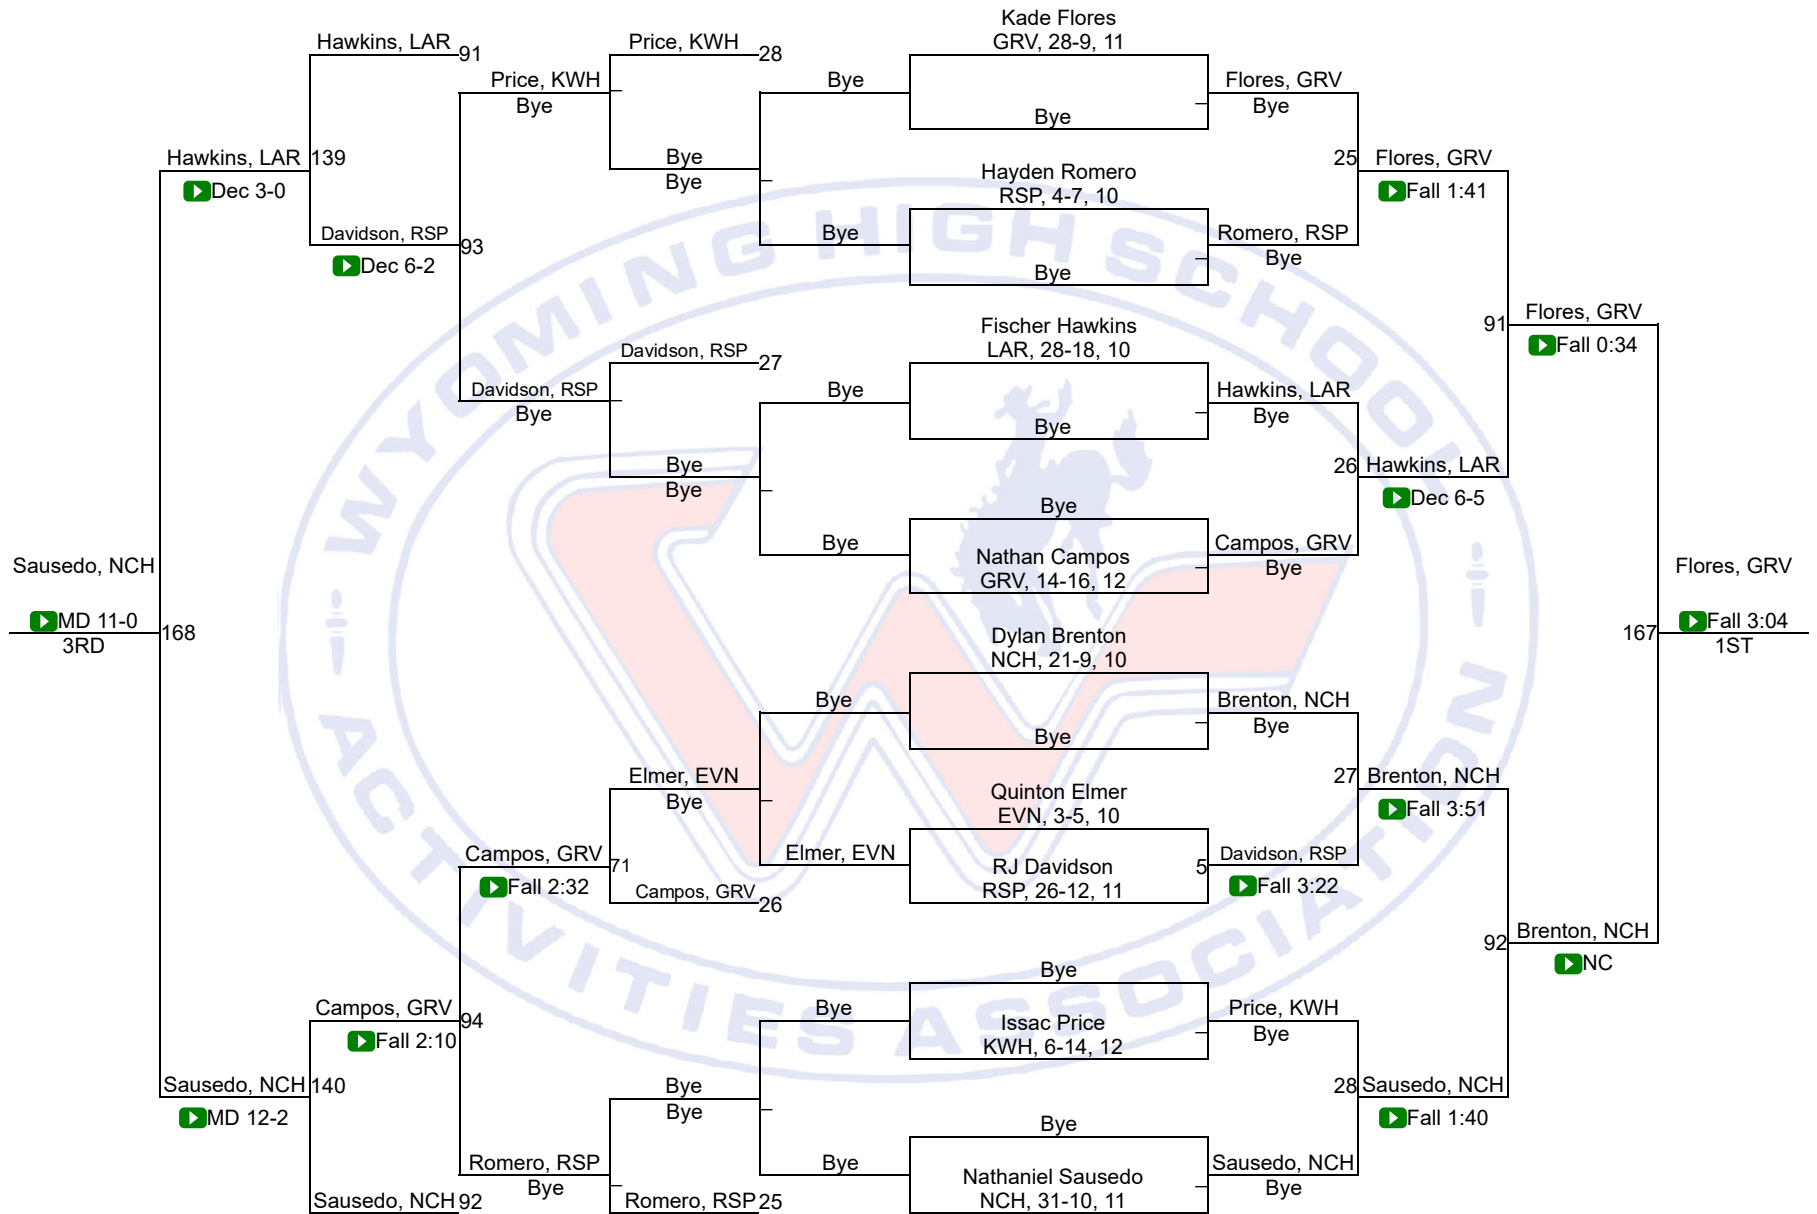 Kade Flores
GRV, 28-9, 11
Hawkins, LAR
91
Price, KWH
28
Price, KWH
Bye
Bye
Flores, GRV
Bye
Bye
Bye
Hawkins, LAR
139
Dec 3-0
Bye
Bye
Hayden Romero
RSP, 4-7, 10
25
Flores, GRV
Fall 1:41
Davidson, RSP
93
Dec 6-2
Bye
Romero, RSP
Bye
Bye
Fischer Hawkins
LAR, 28-18, 10
91
Flores, GRV
Fall 0:34
Davidson, RSP
27
Davidson, RSP
Bye
Bye
Hawkins, LAR
Bye
Bye
Bye
Bye
26
Hawkins, LAR
Dec 6-5
Bye
Bye
Nathan Campos
GRV, 14-16, 12
Campos, GRV
Bye
Sausedo, NCH
MD 11-0
3RD
168
Flores, GRV
167
Fall 3:04
1ST
Dylan Brenton
NCH, 21-9, 10
Bye
Brenton, NCH
Bye
Bye
Elmer, EVN
Bye
Quinton Elmer
EVN, 3-5, 10
27
Brenton, NCH
Fall 3:51
Campos, GRV
71
Fall 2:32
Elmer, EVN
RJ Davidson
RSP, 26-12, 11
5
Davidson, RSP
Fall 3:22
Campos, GRV
26
92
Brenton, NCH
NC
Bye
Campos, GRV
94
Fall 2:10
Bye
Issac Price
KWH, 6-14, 12
Price, KWH
Bye
Sausedo, NCH
140
MD 12-2
Bye
Bye
28
Sausedo, NCH
Fall 1:40
Bye
Romero, RSP
Bye
Bye
Nathaniel Sausedo
NCH, 31-10, 11
Sausedo, NCH
Bye
Sausedo, NCH
92
Romero, RSP
25
WYOMING HIGH SCHOOL
ACTIVITIES ASSOCIATION